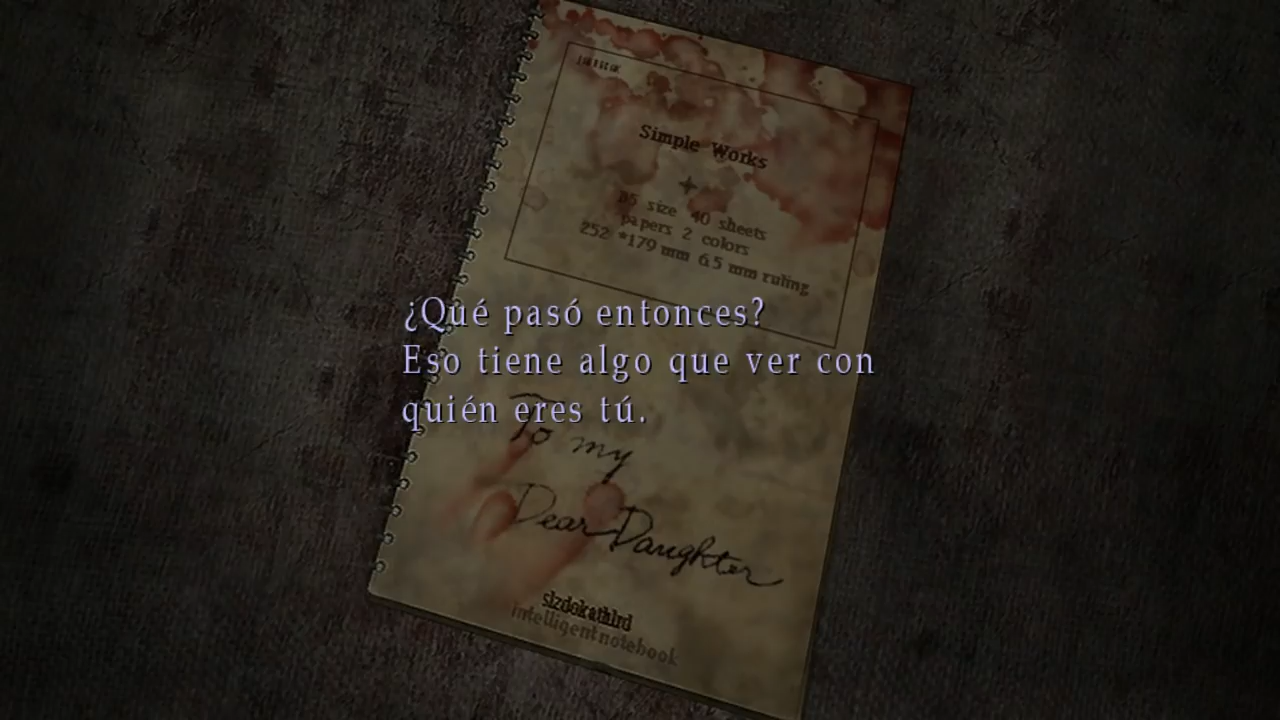 Simple Works
B5 size 40 sheets
papers 2 colors
252 *179 mm 6.5 mm ruling
¿Qué pasó entonces?
Eso tiene algo que ver con
quién eres tú.
To my
Dear Daughter
intelligent notebook